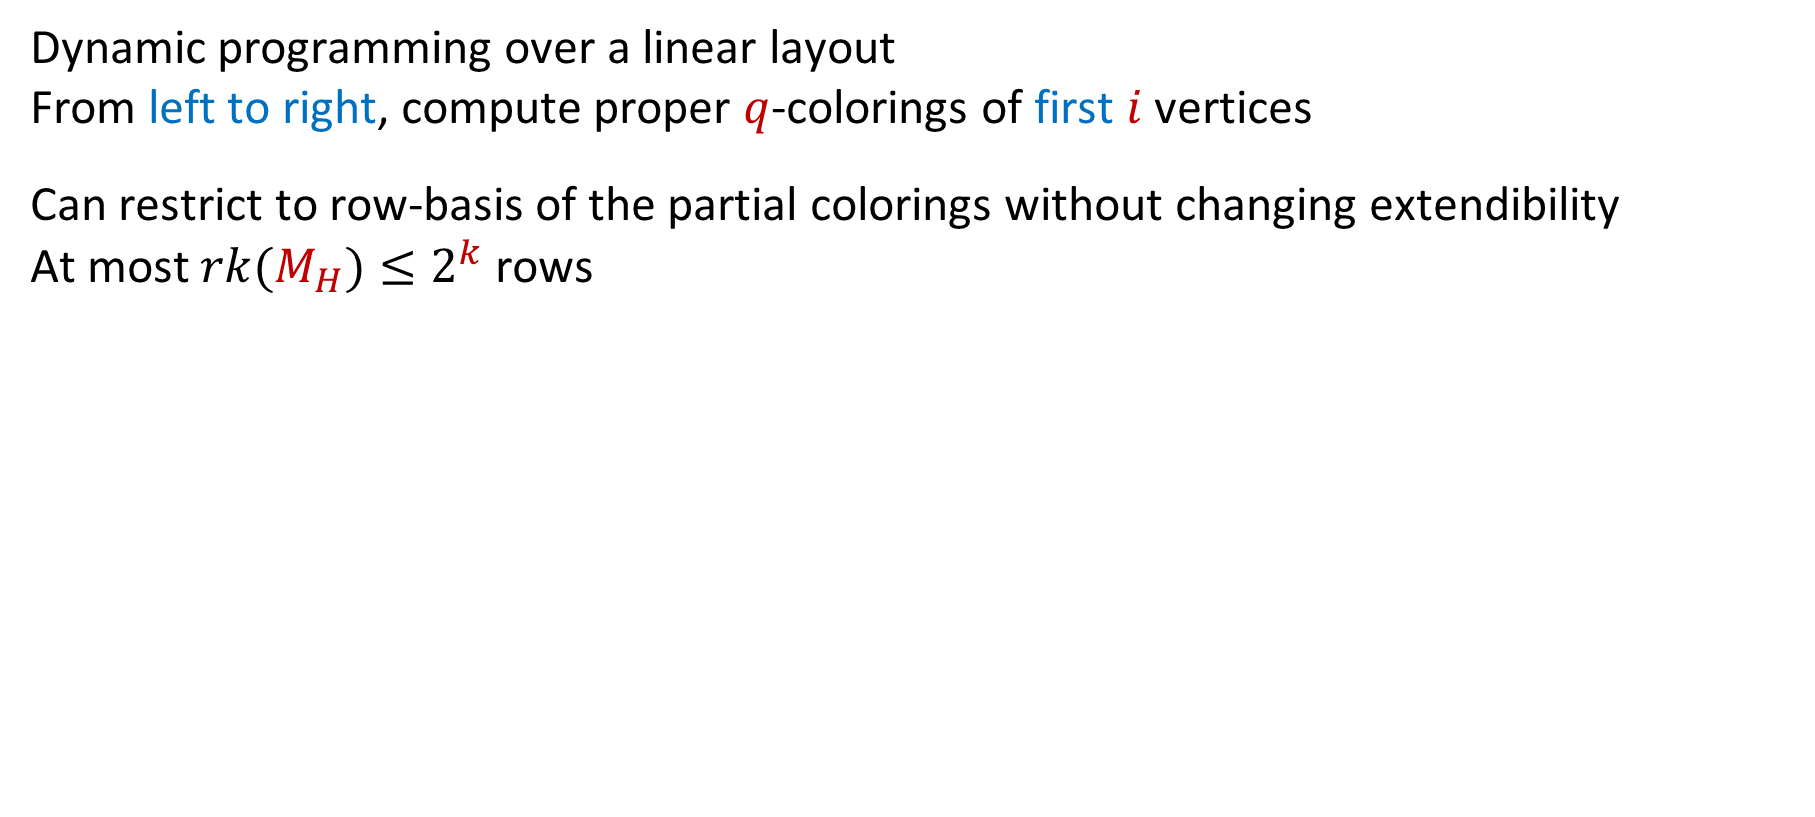 Dynamic programming over a linear layout
From left to right, compute proper q-colorings of first i vertices
Can restrict to row-basis of the partial colorings without changing extendibility
At most rk(M_H) ≤ 2^k rows